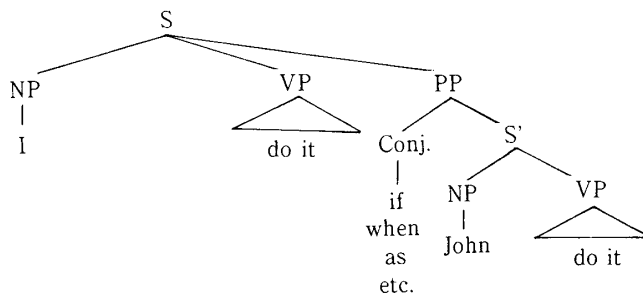 S
NP VP PP
I do it Conj. S'
if NP VP
when John do it
as
etc.